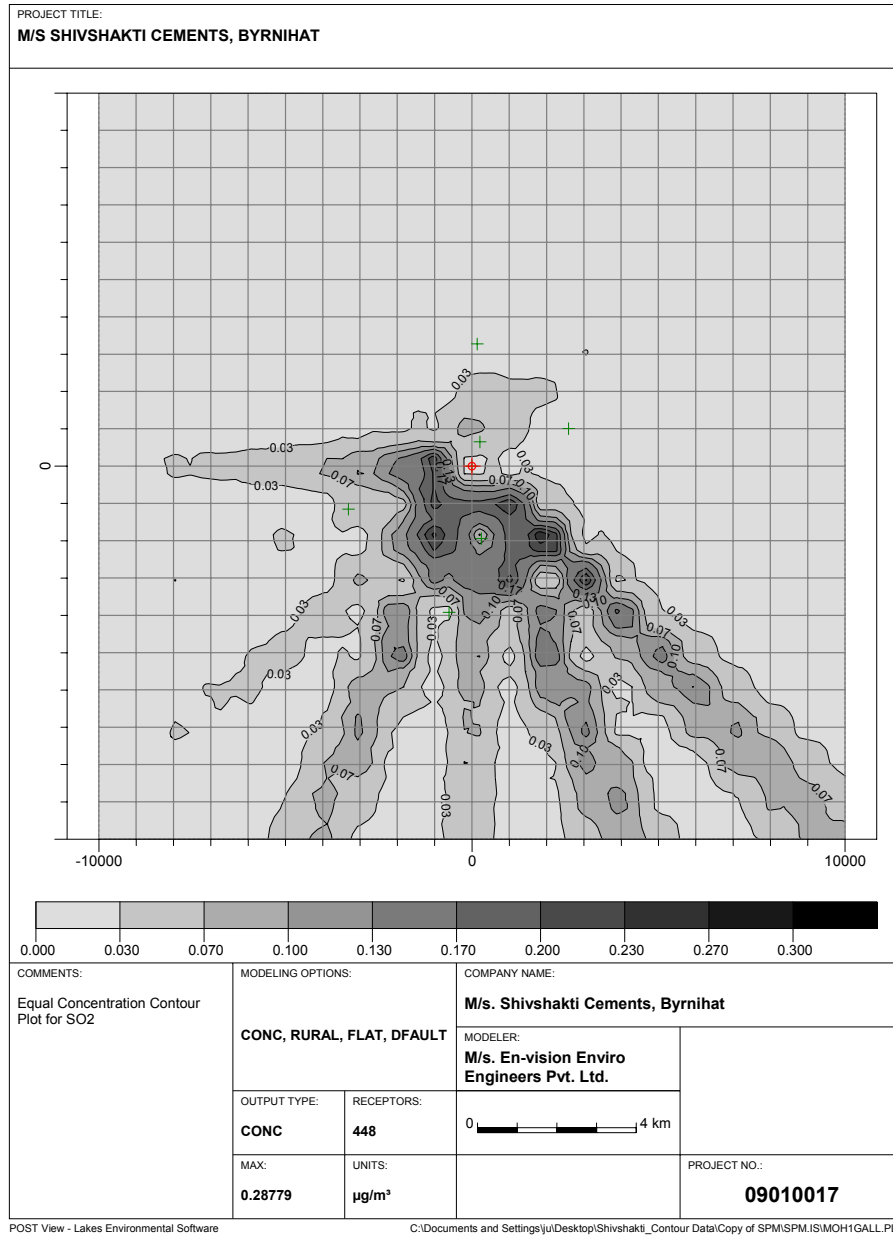 PROJECT TITLE:
M/S SHIVSHAKTI CEMENTS, BYRNIHAT
0.03
0.03
0.03
0.13
0.17
0.07
0.10
0.03
0
0.07
0.03
0.07
0.10
0.17
0.13
0.10
0.03
0.03
0.07
0.03
0.07
0.07
0.10
0.03
0.03
0.03
0.03
0.07
0.10
0.07
0.07
0.03
-10000 0 10000
0.000 0.030 0.070 0.100 0.130 0.170 0.200 0.230 0.270 0.300
COMMENTS:
Equal Concentration Contour
Plot for SO2
MODELING OPTIONS:
CONC, RURAL, FLAT, DFAULT
COMPANY NAME:
M/s. Shivshakti Cements, Byrnihat
MODELER:
M/s. En-vision Enviro
Engineers Pvt. Ltd.
OUTPUT TYPE:
CONC
RECEPTORS:
448
0 4 km
MAX:
0.28779
UNITS:
µg/m³
PROJECT NO.:
09010017
POST View - Lakes Environmental Software
C:\Documents and Settings\ju\Desktop\Shivshakti_Contour Data\Copy of SPM\SPM.IS\MOH1GALL.PL